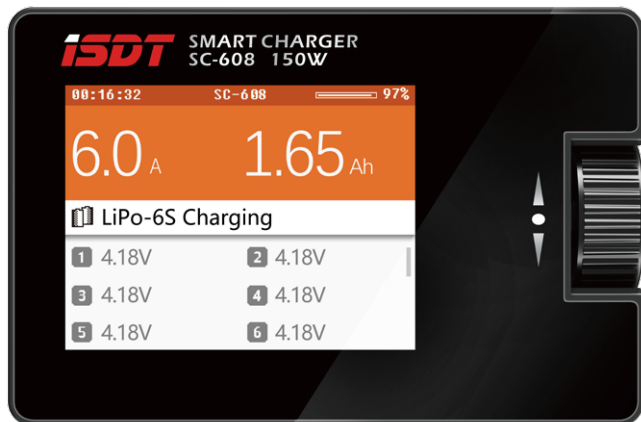 iSDT SMART CHARGER
SC-608 150W
00:16:32 SC-608 97%
6.0 A 1.65 Ah
LiPo-6S Charging
1 4.18V 2 4.18V
3 4.18V 4 4.18V
5 4.18V 6 4.18V